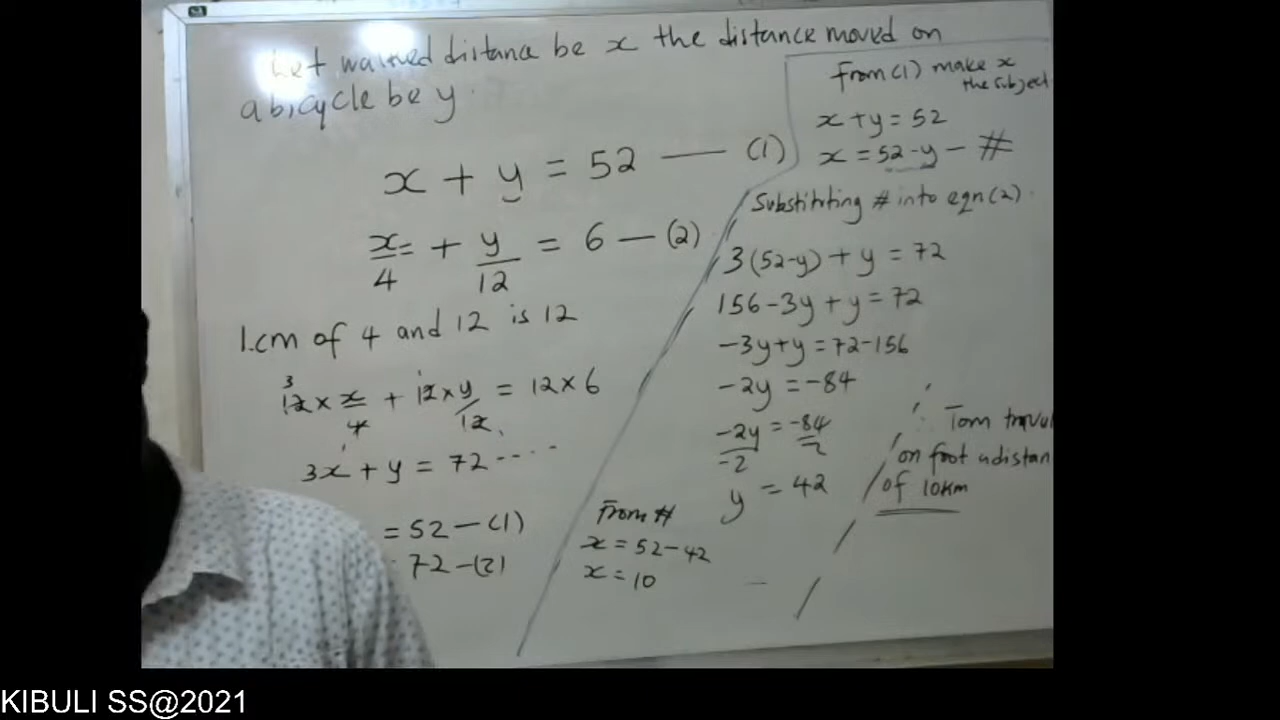 Let walked distance be x the distance moved on
a bicycle be y
x + y = 52 — (1)
x/4 + y/12 = 6 — (2)
l.cm of 4 and 12 is 12
12 × x/4 + 12 × y/12 = 12 × 6
3x + y = 72 ----
= 52 — (1)
72 — (2)
From (1) make x
the subject
x + y = 52
x = 52 - y — #
Substituting # into eqn (2)
3(52-y) + y = 72
156 - 3y + y = 72
-3y + y = 72 - 156
-2y = -84
-2y/-2 = -84/-2
y = 42
From #
x = 52 - 42
x = 10
Tom travel
on foot a distan
of 10km
KIBULI SS@2021